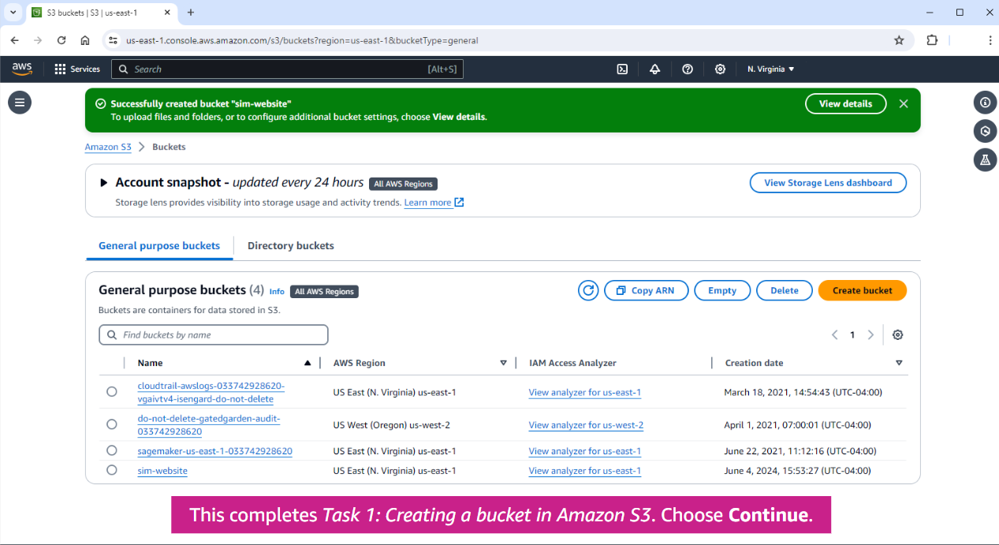 S3 buckets | S3 | us-east-1
us-east-1.console.aws.amazon.com/s3/buckets?region=us-east-1&bucketType=general
aws Services Search [Alt+S] N. Virginia
Successfully created bucket "sim-website"
To upload files and folders, or to configure additional bucket settings, choose View details.
View details
Amazon S3 Buckets
Account snapshot - updated every 24 hours All AWS Regions
Storage lens provides visibility into storage usage and activity trends. Learn more
View Storage Lens dashboard
General purpose buckets Directory buckets
General purpose buckets (4) Info All AWS Regions
Copy ARN Empty Delete Create bucket
Buckets are containers for data stored in S3.
Find buckets by name
1
Name AWS Region IAM Access Analyzer Creation date
cloudtrail-awslogs-033742928620-
vgaivtv4-isengard-do-not-delete
US East (N. Virginia) us-east-1 View analyzer for us-east-1 March 18, 2021, 14:54:43 (UTC-04:00)
do-not-delete-gatedgarden-audit-
033742928620
US West (Oregon) us-west-2 View analyzer for us-west-2 April 1, 2021, 07:00:01 (UTC-04:00)
sagemaker-us-east-1-033742928620 US East (N. Virginia) us-east-1 View analyzer for us-east-1 June 22, 2021, 11:12:16 (UTC-04:00)
sim-website US East (N. Virginia) us-east-1 View analyzer for us-east-1 June 4, 2024, 15:53:27 (UTC-04:00)
This completes Task 1: Creating a bucket in Amazon S3. Choose Continue.